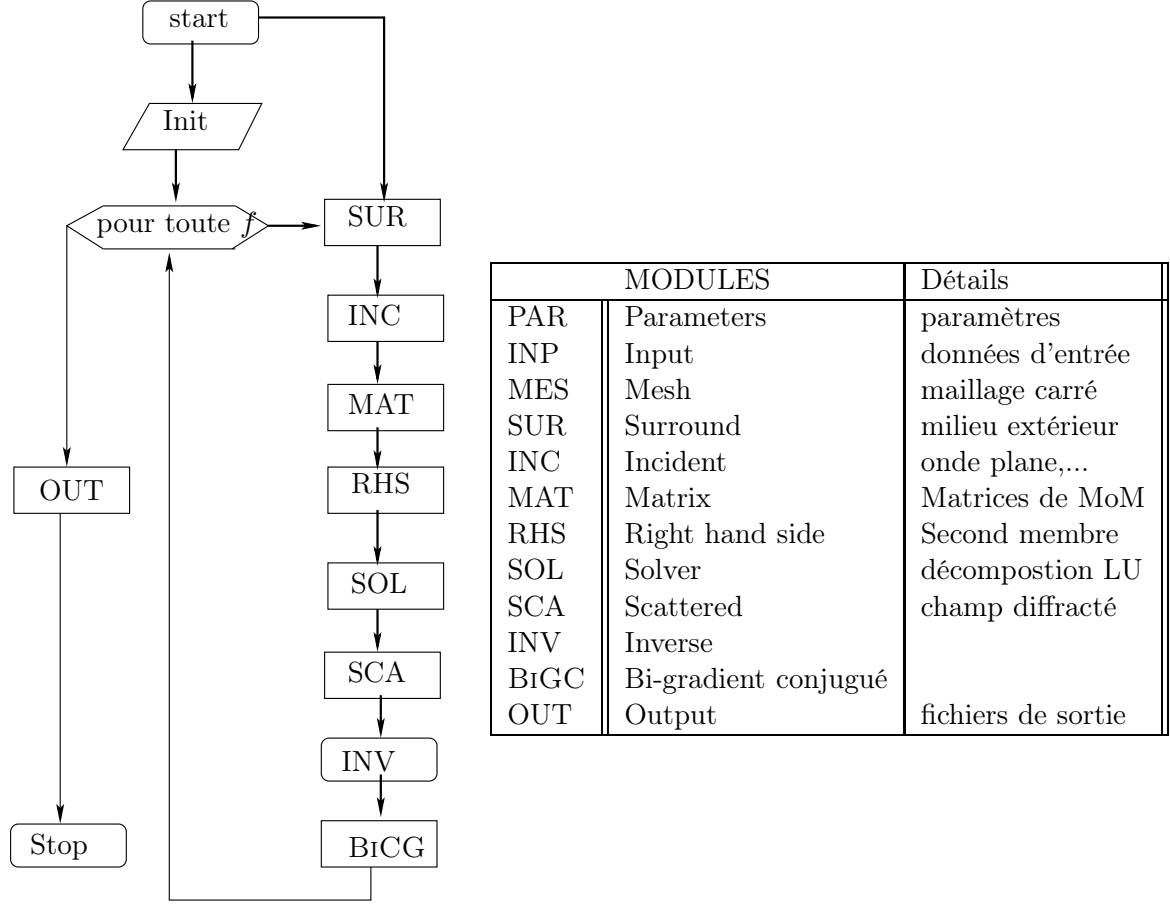 start
Init
pour toute f
SUR
INC
MAT
RHS
OUT
SOL
SCA
INV
Stop
BICG
MODULES Détails
PAR Parameters paramètres
INP Input données d'entrée
MES Mesh maillage carré
SUR Surround milieu extérieur
INC Incident onde plane,...
MAT Matrix Matrices de MoM
RHS Right hand side Second membre
SOL Solver décompostion LU
SCA Scattered champ diffracté
INV Inverse
BIGC Bi-gradient conjugué
OUT Output fichiers de sortie